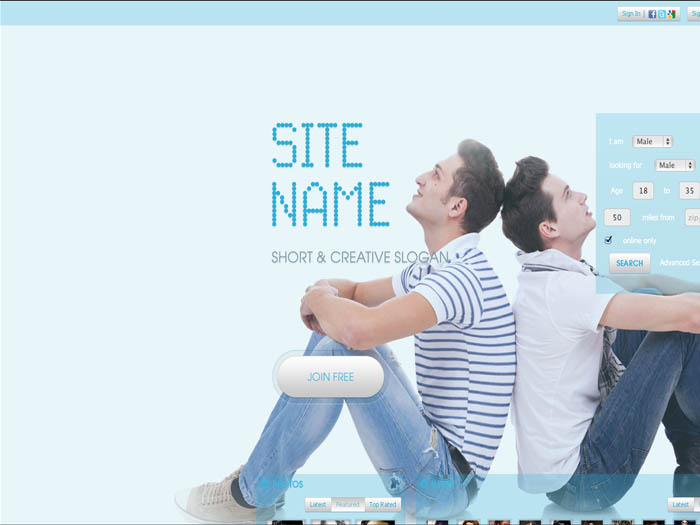 Sign In |
SITE
NAME
SHORT & CREATIVE SLOGAN
I am Male
looking for Male
Age 18 to 35
50 miles from zip
online only
SEARCH Advanced
JOIN FREE
Latest Featured Top Rated
Latest